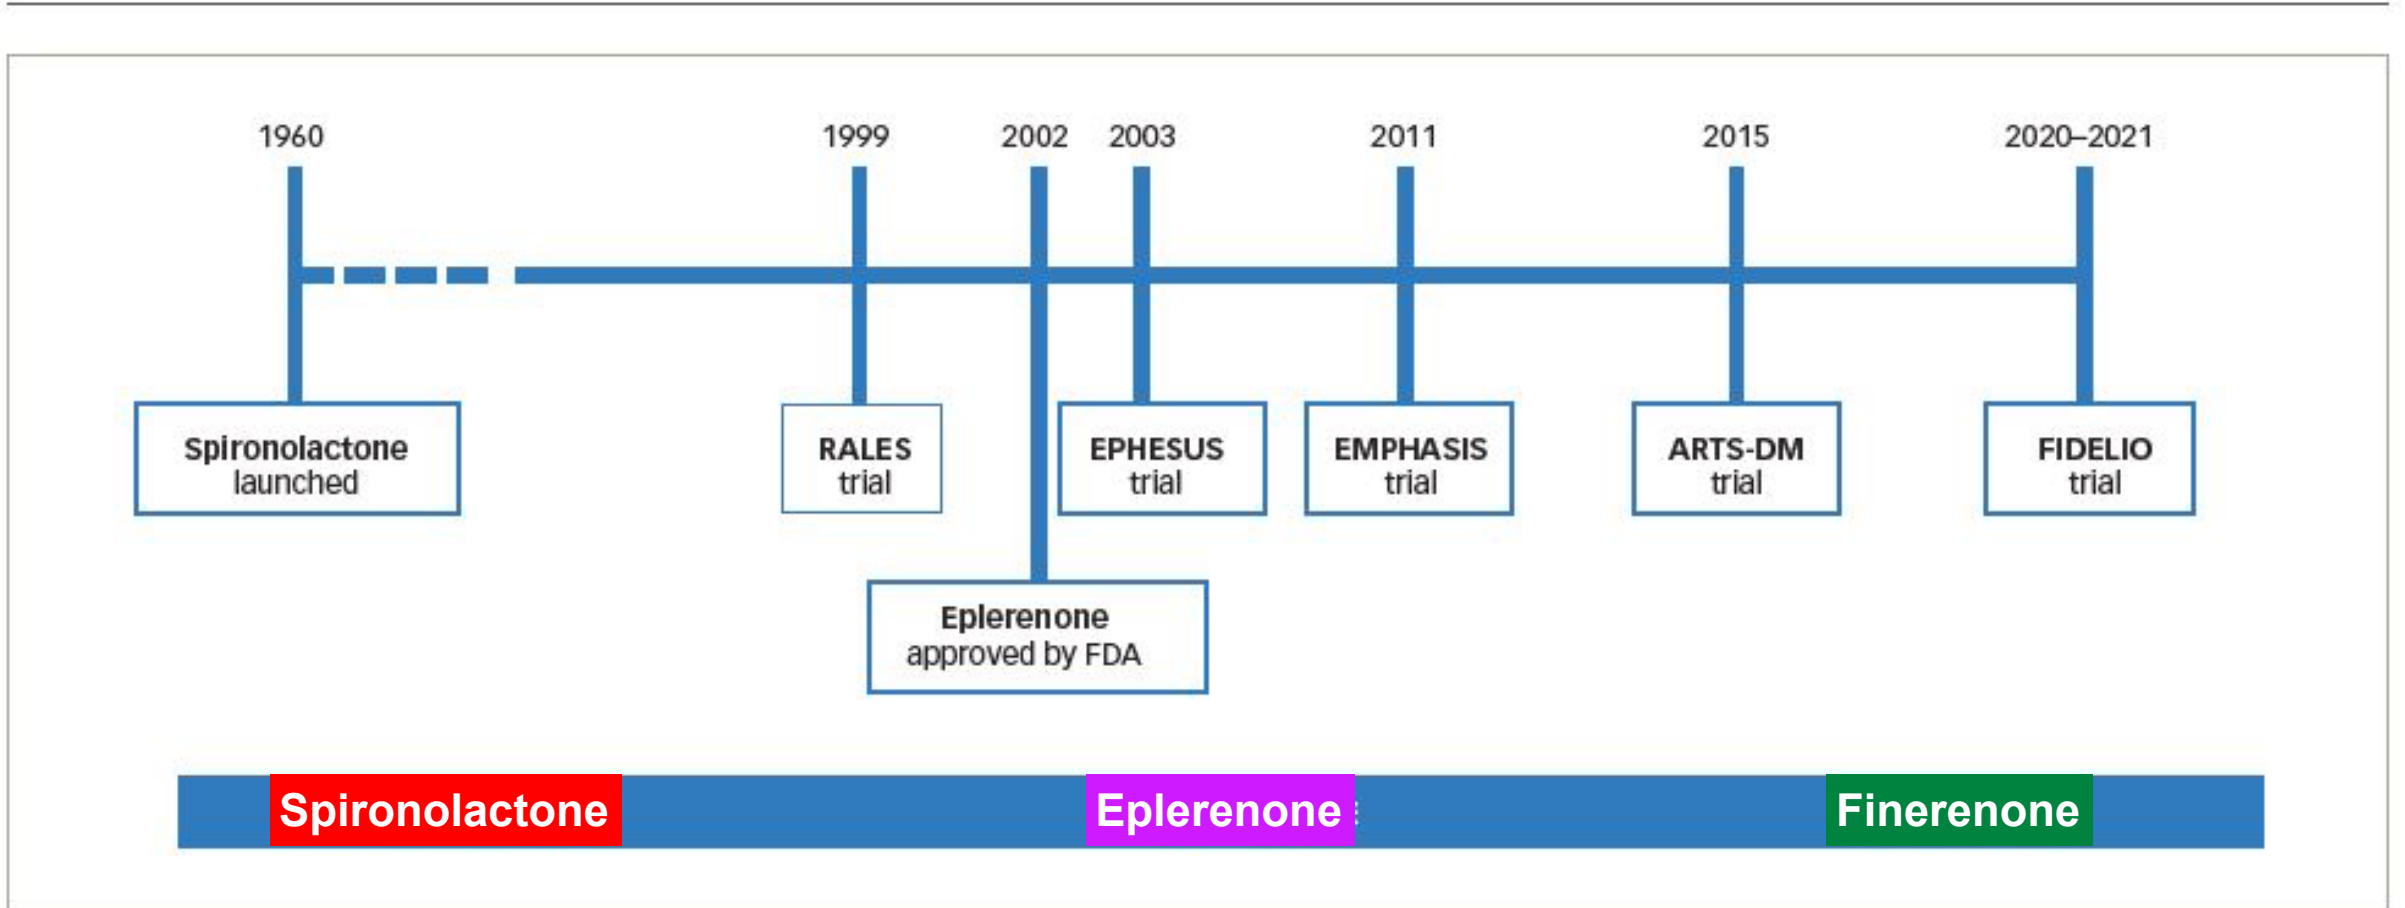 1960
1999
2002
2003
2011
2015
2020–2021
Spironolactone
launched
RALES
trial
EPHESUS
trial
EMPHASIS
trial
ARTS-DM
trial
FIDELIO
trial
Eplerenone
approved by FDA
Spironolactone
Eplerenone
Finerenone